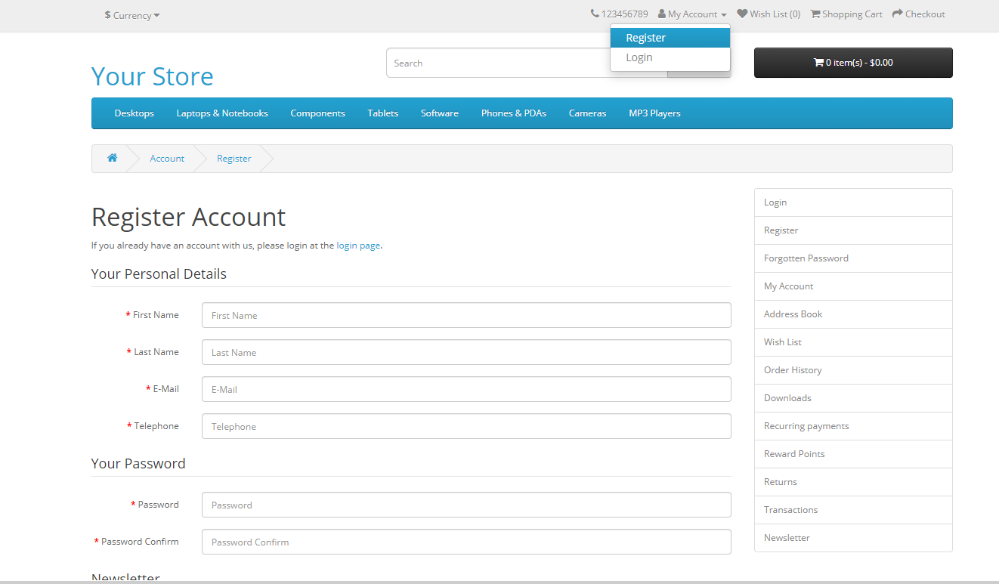 $ Currency
123456789 My Account Wish List (0) Shopping Cart Checkout
Register
Login
Your Store
Search
0 item(s) - $0.00
Desktops Laptops & Notebooks Components Tablets Software Phones & PDAs Cameras MP3 Players
Account Register
Register Account
If you already have an account with us, please login at the login page.
Your Personal Details
* First Name First Name
* Last Name Last Name
* E-Mail E-Mail
* Telephone Telephone
Your Password
* Password Password
* Password Confirm Password Confirm
Newsletter
Login
Register
Forgotten Password
My Account
Address Book
Wish List
Order History
Downloads
Recurring payments
Reward Points
Returns
Transactions
Newsletter